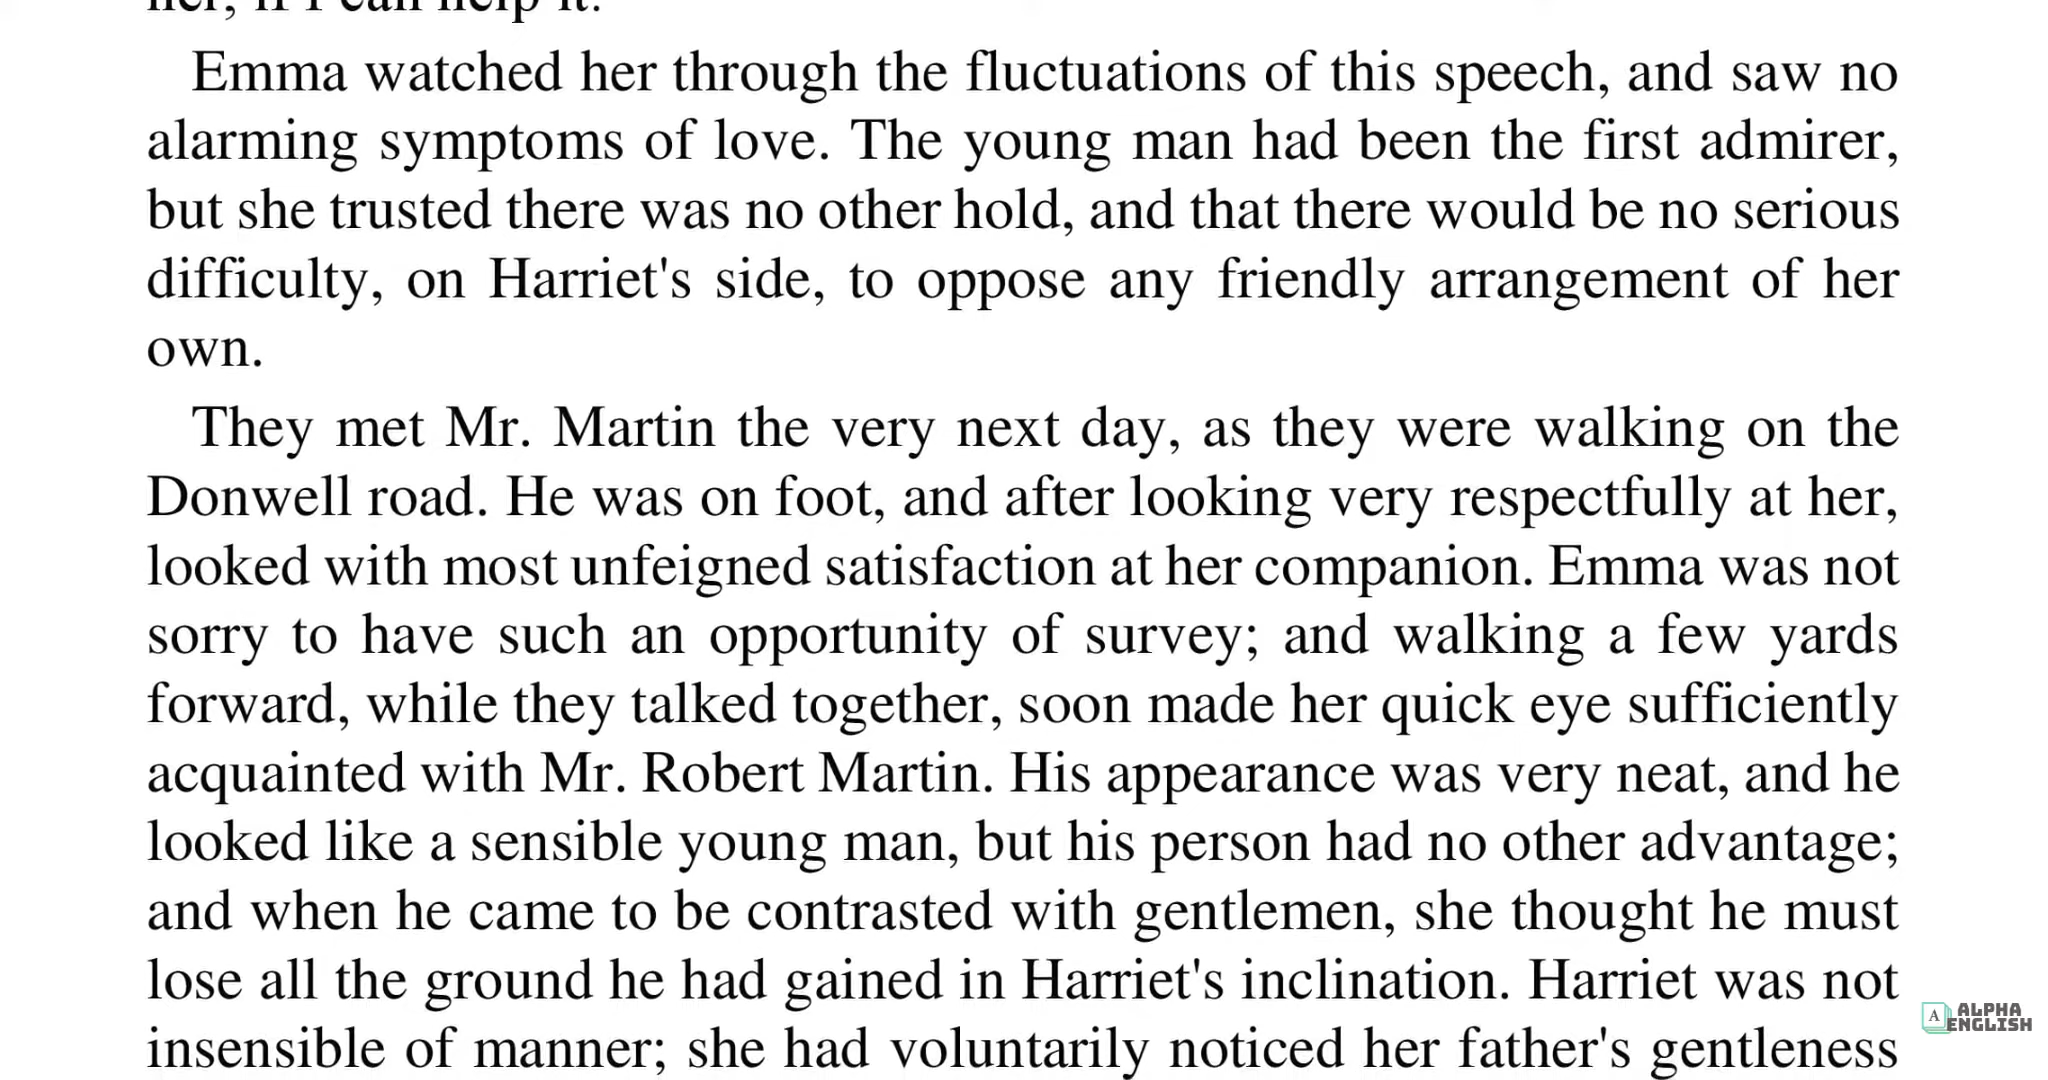 her, if I can help it.
Emma watched her through the fluctuations of this speech, and saw no
alarming symptoms of love. The young man had been the first admirer,
but she trusted there was no other hold, and that there would be no serious
difficulty, on Harriet's side, to oppose any friendly arrangement of her
own.
They met Mr. Martin the very next day, as they were walking on the
Donwell road. He was on foot, and after looking very respectfully at her,
looked with most unfeigned satisfaction at her companion. Emma was not
sorry to have such an opportunity of survey; and walking a few yards
forward, while they talked together, soon made her quick eye sufficiently
acquainted with Mr. Robert Martin. His appearance was very neat, and he
looked like a sensible young man, but his person had no other advantage;
and when he came to be contrasted with gentlemen, she thought he must
lose all the ground he had gained in Harriet's inclination. Harriet was not
insensible of manner; she had voluntarily noticed her father's gentleness
A ALPHA
ENGLISH